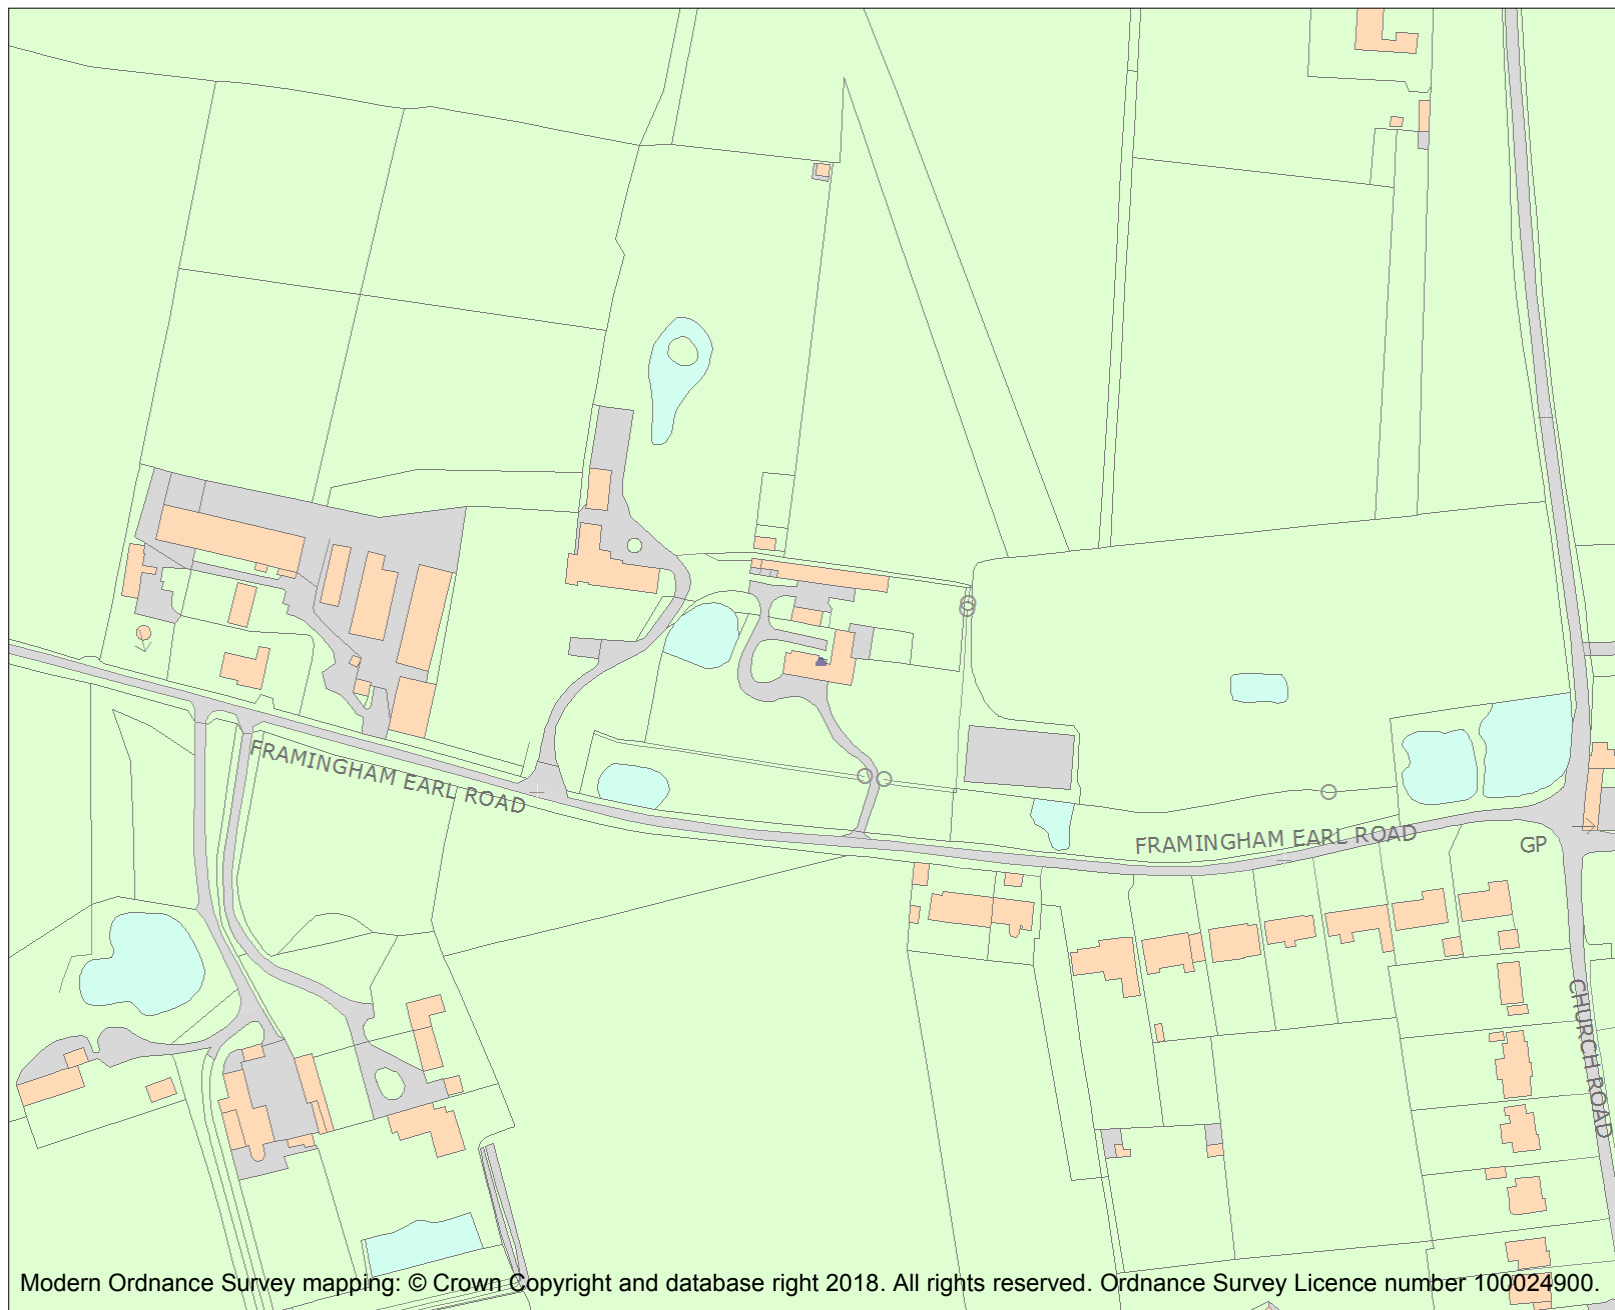 FRAMINGHAM EARL ROAD
FRAMINGHAM EARL ROAD
GP
CHURCH ROAD
Modern Ordnance Survey mapping: © Crown Copyright and database right 2018. All rights reserved. Ordnance Survey Licence number 100024900.